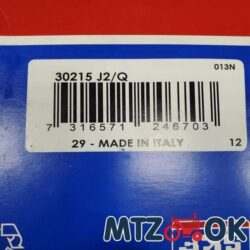 013N
30215 J2/Q
7 316571 246703
29 - MADE IN ITALY 12
MTZ OK